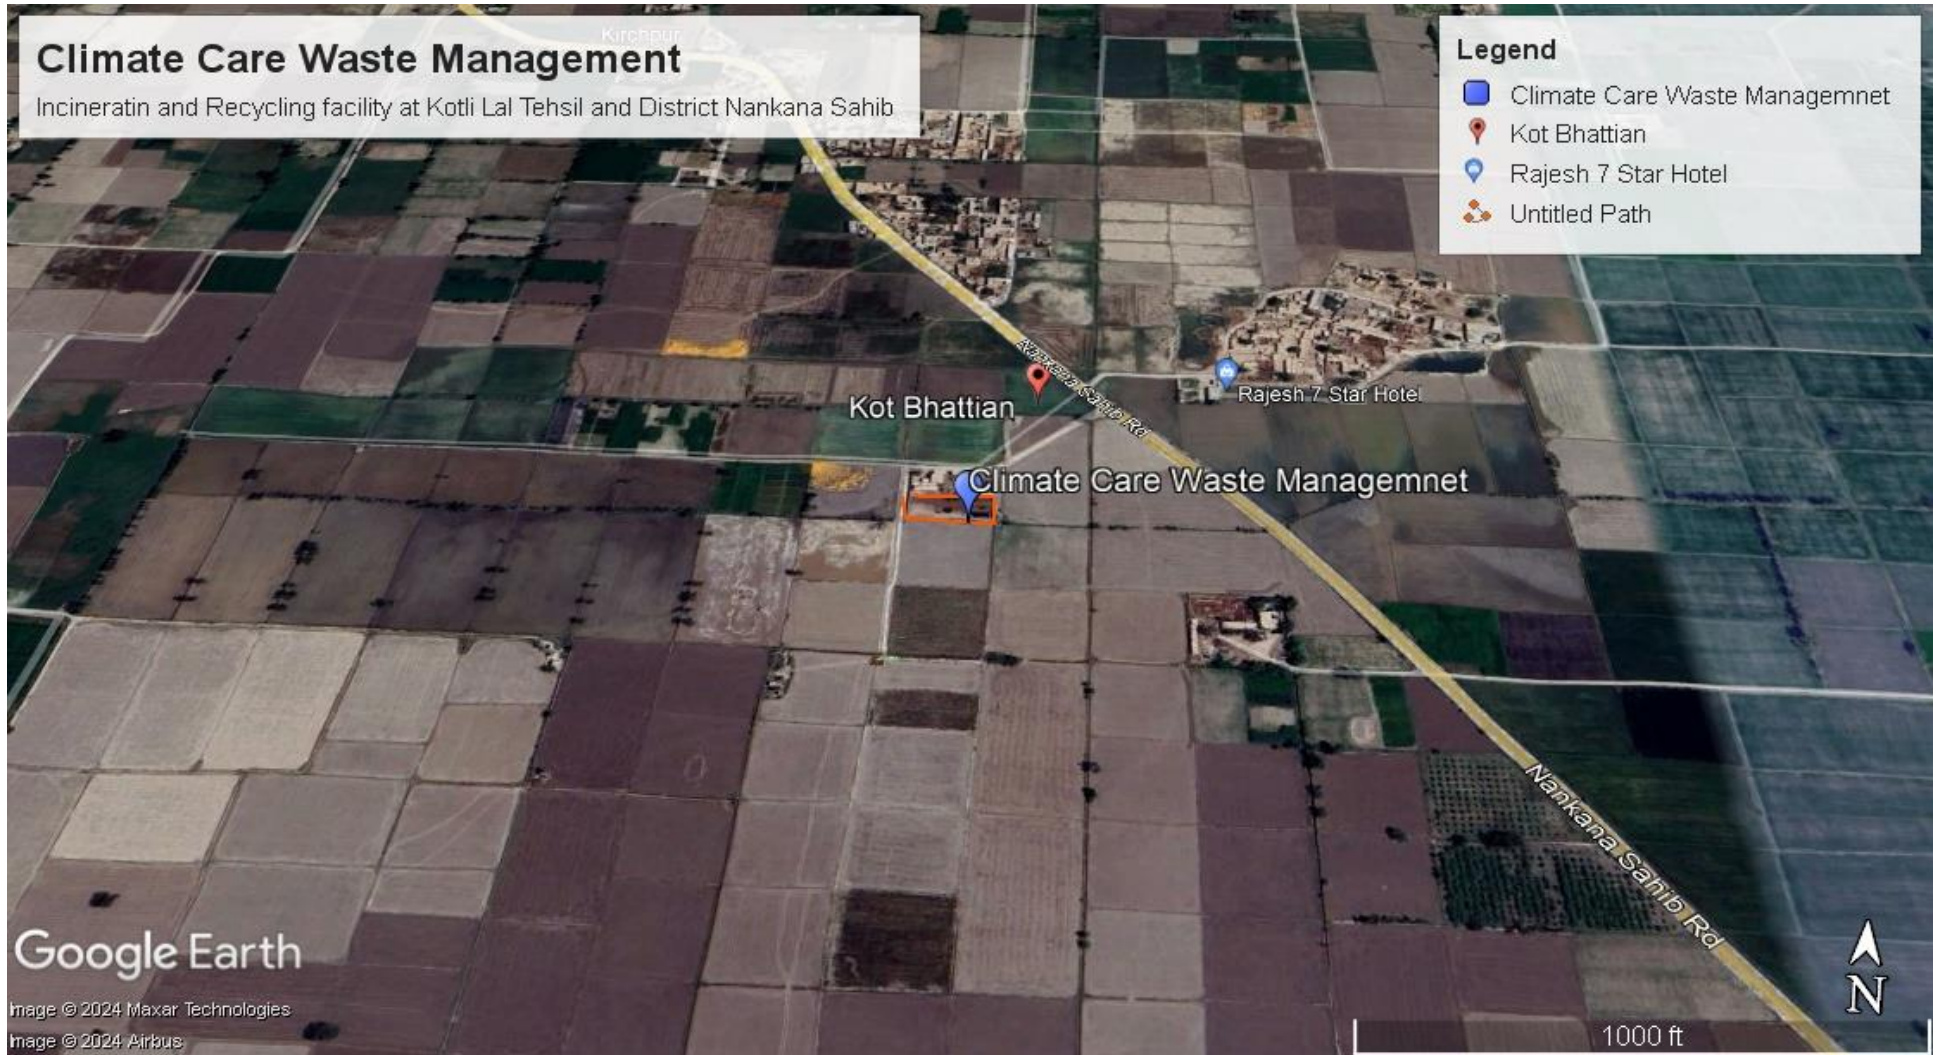 Kirchpur
Climate Care Waste Management
Incineratin and Recycling facility at Kotli Lal Tehsil and District Nankana Sahib
Legend
Climate Care Waste Managemnet
Kot Bhattian
Rajesh 7 Star Hotel
Untitled Path
Nankana Sahib Rd
Kot Bhattian
Rajesh 7 Star Hotel
Climate Care Waste Managemnet
Nankana Sahib Rd
Google Earth
Image © 2024 Maxar Technologies
Image © 2024 Airbus
N
1000 ft